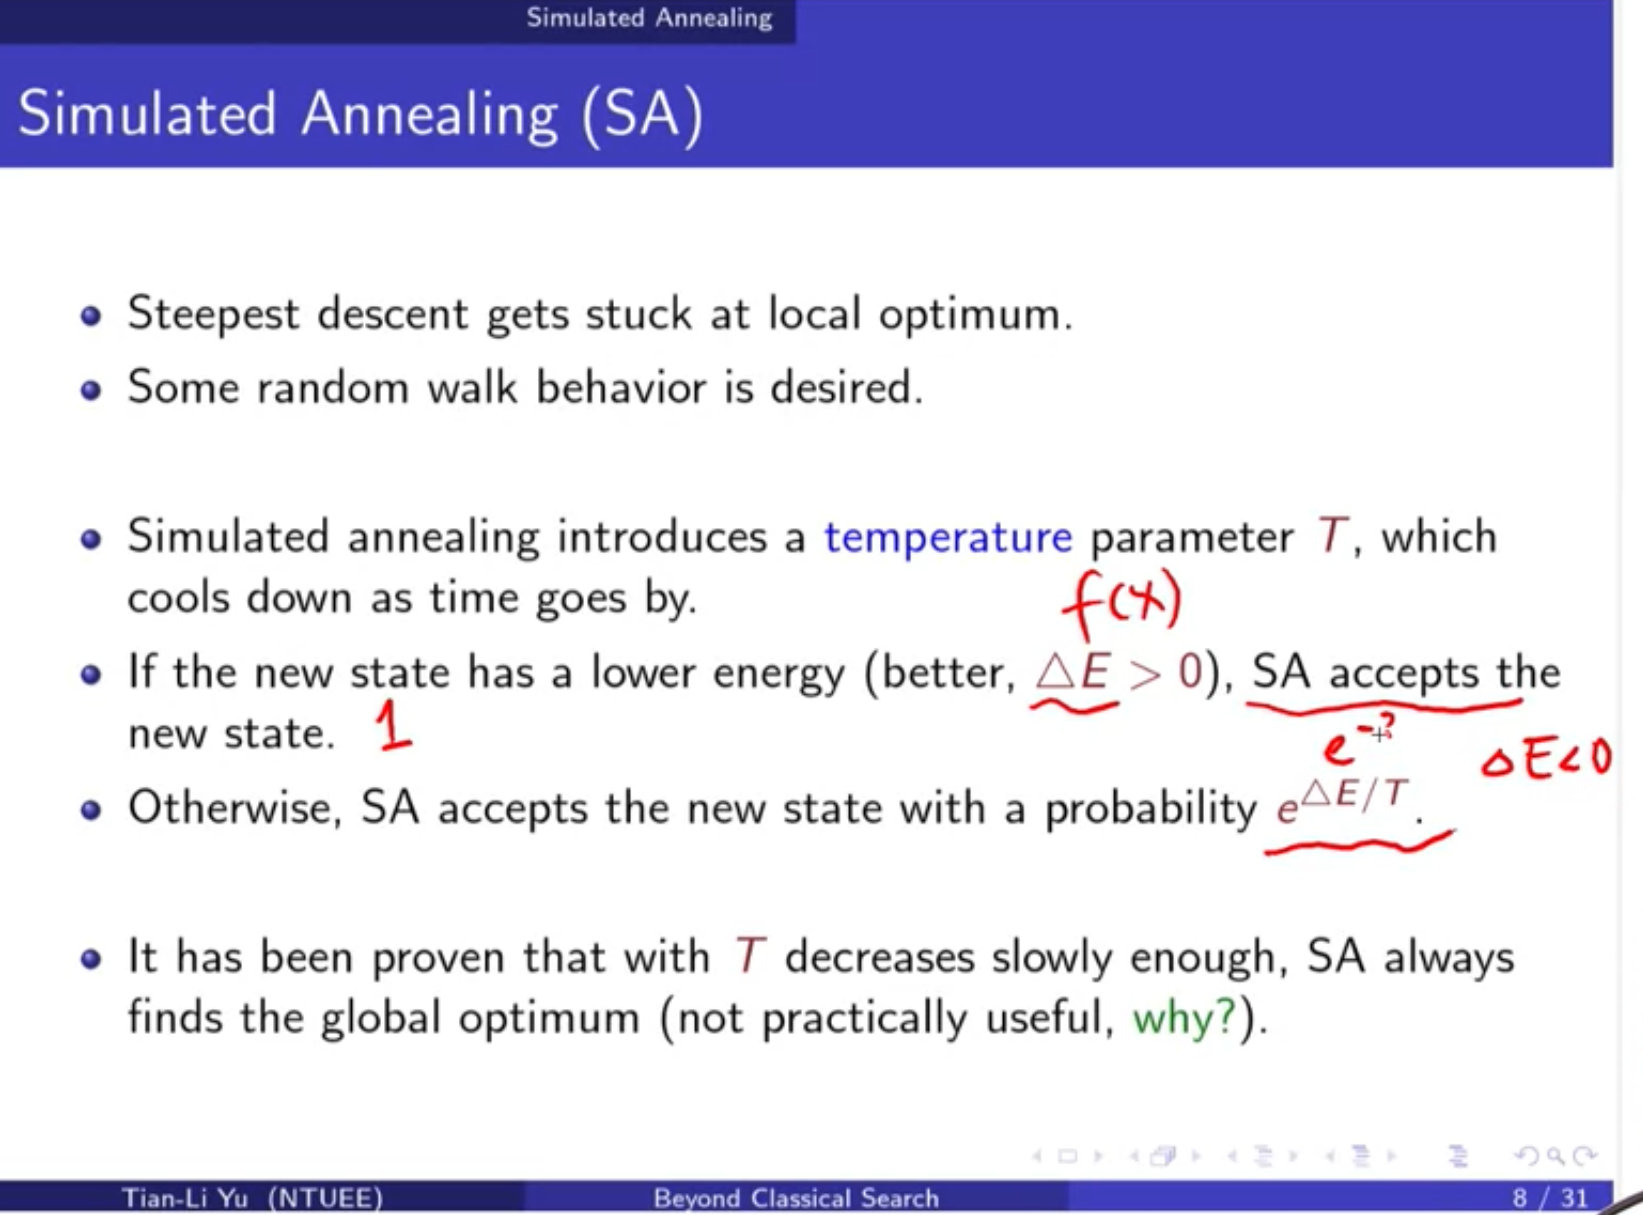 Simulated Annealing
Simulated Annealing (SA)
Steepest descent gets stuck at local optimum.
Some random walk behavior is desired.
Simulated annealing introduces a temperature parameter T, which
cools down as time goes by.
f(x)
If the new state has a lower energy (better, △E > 0), SA accepts the
new state. 1
e^-? △E<0
Otherwise, SA accepts the new state with a probability e^△E/T.
It has been proven that with T decreases slowly enough, SA always
finds the global optimum (not practically useful, why?).
Tian-Li Yu (NTUEE) Beyond Classical Search 8 / 31